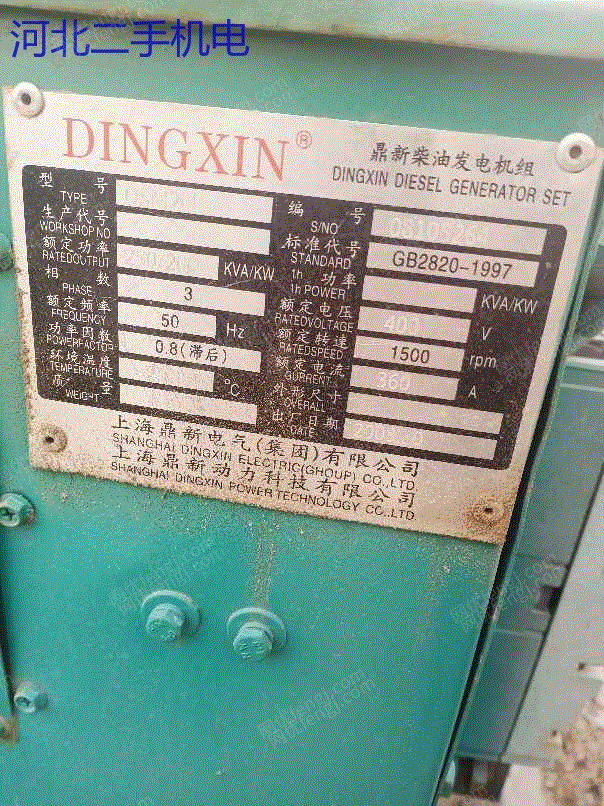 河北二手机电
DINGXIN®
鼎新柴油发电机组
DINGXIN DIESEL GENERATOR SET
型号
TYPE
编号
S/NO
生产代号
WORKSHOP NO
标准代号
STANDARD
GB2820-1997
额定功率
RATEDOUTPUT
KVA/KW
1h 功率
1h POWER
KVA/KW
相数
PHASE
3
额定电压
RATEDVOLTAGE
400
V
额定频率
FREQUENCY
50
Hz
额定转速
RATEDSPEED
1500
rpm
功率因数
POWERFACTOR
0.8(滞后)
额定电流
CURRENT
360
A
环境温度
TEMPERATURE
°C
外形尺寸
OVERALL
质量
WEIGHT
出厂日期
DATE
上海鼎新电气(集团)有限公司
SHANGHAI DINGXIN ELECTRIC(GHOUP) CO.,LTD.
上海鼎新动力科技有限公司
SHANGHAI DINGXIN POWER TECHNOLOGY CO.,LTD